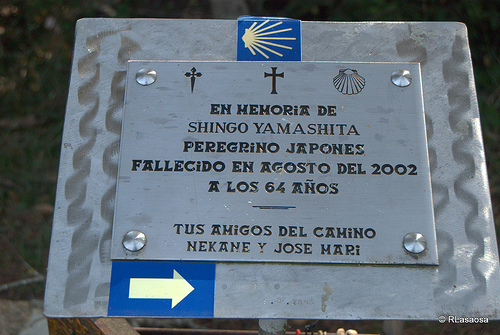 EN MEMORIA DE
SHINGO YAMASHITA
PEREGRINO JAPONES
FALLECIDO EN AGOSTO DEL 2002
A LOS 64 AÑOS
TUS AMIGOS DEL CAMINO
NEKANE Y JOSE MARI
© RLasaosa